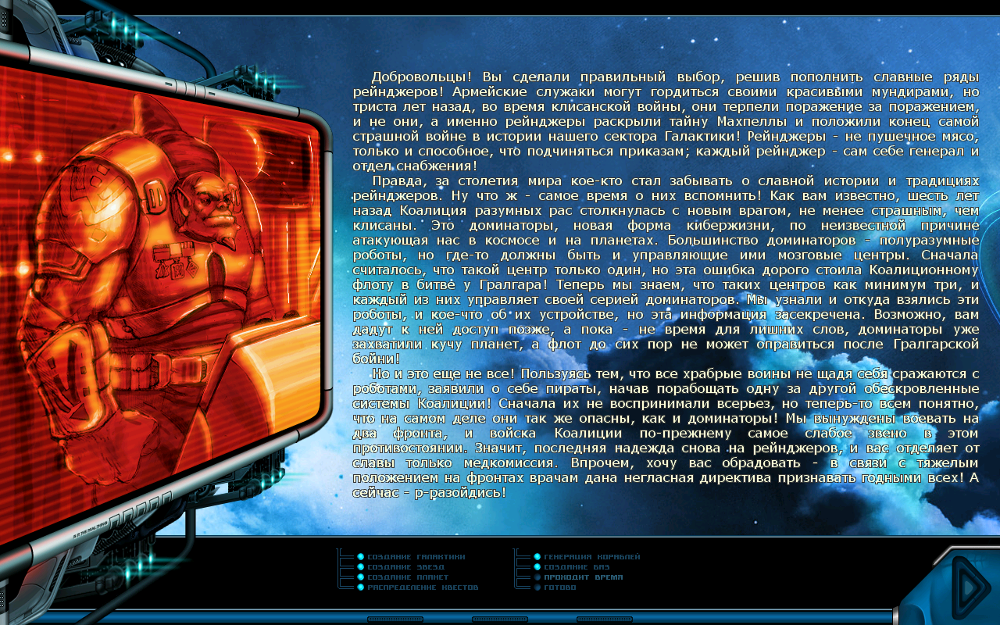 Добровольцы! Вы сделали правильный выбор, решив пополнить славные ряды
рейнджеров! Армейские служаки могут гордиться своими красивыми мундирами, но
триста лет назад, во время клисанской войны, они терпели поражение за поражением,
и не они, а именно рейнджеры раскрыли тайну Махпеллы и положили конец самой
страшной войне в истории нашего сектора Галактики! Рейнджеры - не пушечное мясо,
только и способное, что подчиняться приказам; каждый рейнджер - сам себе генерал и
отдел снабжения!
Правда, за столетия мира кое-кто стал забывать о славной истории и традициях
рейнджеров. Ну что ж - самое время о них вспомнить! Как вам известно, шесть лет
назад Коалиция разумных рас столкнулась с новым врагом, не менее страшным, чем
клисаны. Это доминаторы, новая форма кибержизни, по неизвестной причине
атакующая нас в космосе и на планетах. Большинство доминаторов - полуразумные
роботы, но где-то должны быть и управляющие ими мозговые центры. Сначала
считалось, что такой центр только один, но эта ошибка дорого стоила Коалиционному
флоту в битве у Гралгара! Теперь мы знаем, что таких центров как минимум три, и
каждый из них управляет своей серией доминаторов. Мы узнали и откуда взялись эти
роботы, и кое-что об их устройстве, но эта информация засекречена. Возможно, вам
дадут к ней доступ позже, а пока - не время для лишних слов, доминаторы уже
захватили кучу планет, а флот до сих пор не может оправиться после Гралгарской
бойни!
Но и это еще не все! Пользуясь тем, что все храбрые воины не щадя себя сражаются с
роботами, заявили о себе пираты, начав порабощать одну за другой обескровленные
системы Коалиции! Сначала их не воспринимали всерьез, но теперь-то всем понятно,
что на самом деле они так же опасны, как и доминаторы! Мы вынуждены воевать на
два фронта, и войска Коалиции по-прежнему самое слабое звено в этом
противостоянии. Значит, последняя надежда снова на рейнджеров, и вас отделяет от
славы только медкомиссия. Впрочем, хочу вас обрадовать - в связи с тяжелым
положением на фронтах врачам дана негласная директива признавать годными всех! А
сейчас - р-разойдись!
СОЗДАНИЕ ГАЛАКТИКИ
СОЗДАНИЕ ЗВЕЗД
СОЗДАНИЕ ПЛАНЕТ
РАСПРЕДЕЛЕНИЕ КВЕСТОВ
ГЕНЕРАЦИЯ КОРАБЛЕЙ
СОЗДАНИЕ БАЗ
ПРОХОДИТ ВРЕМЯ
ГОТОВО